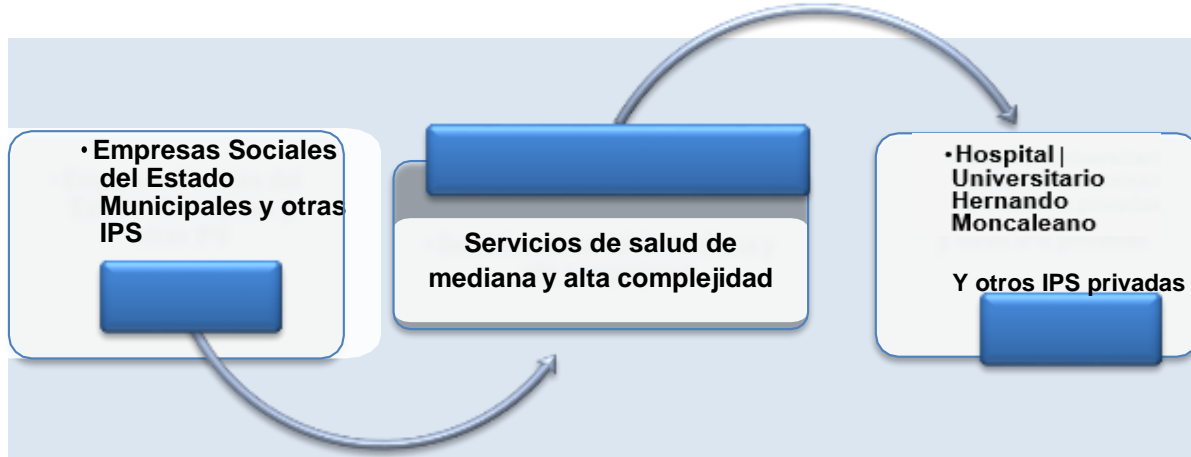 • Empresas Sociales
del Estado
Municipales y otras
IPS
Servicios de salud de
mediana y alta complejidad
• Hospital |
Universitario
Hernando
Moncaleano
Y otros IPS privadas